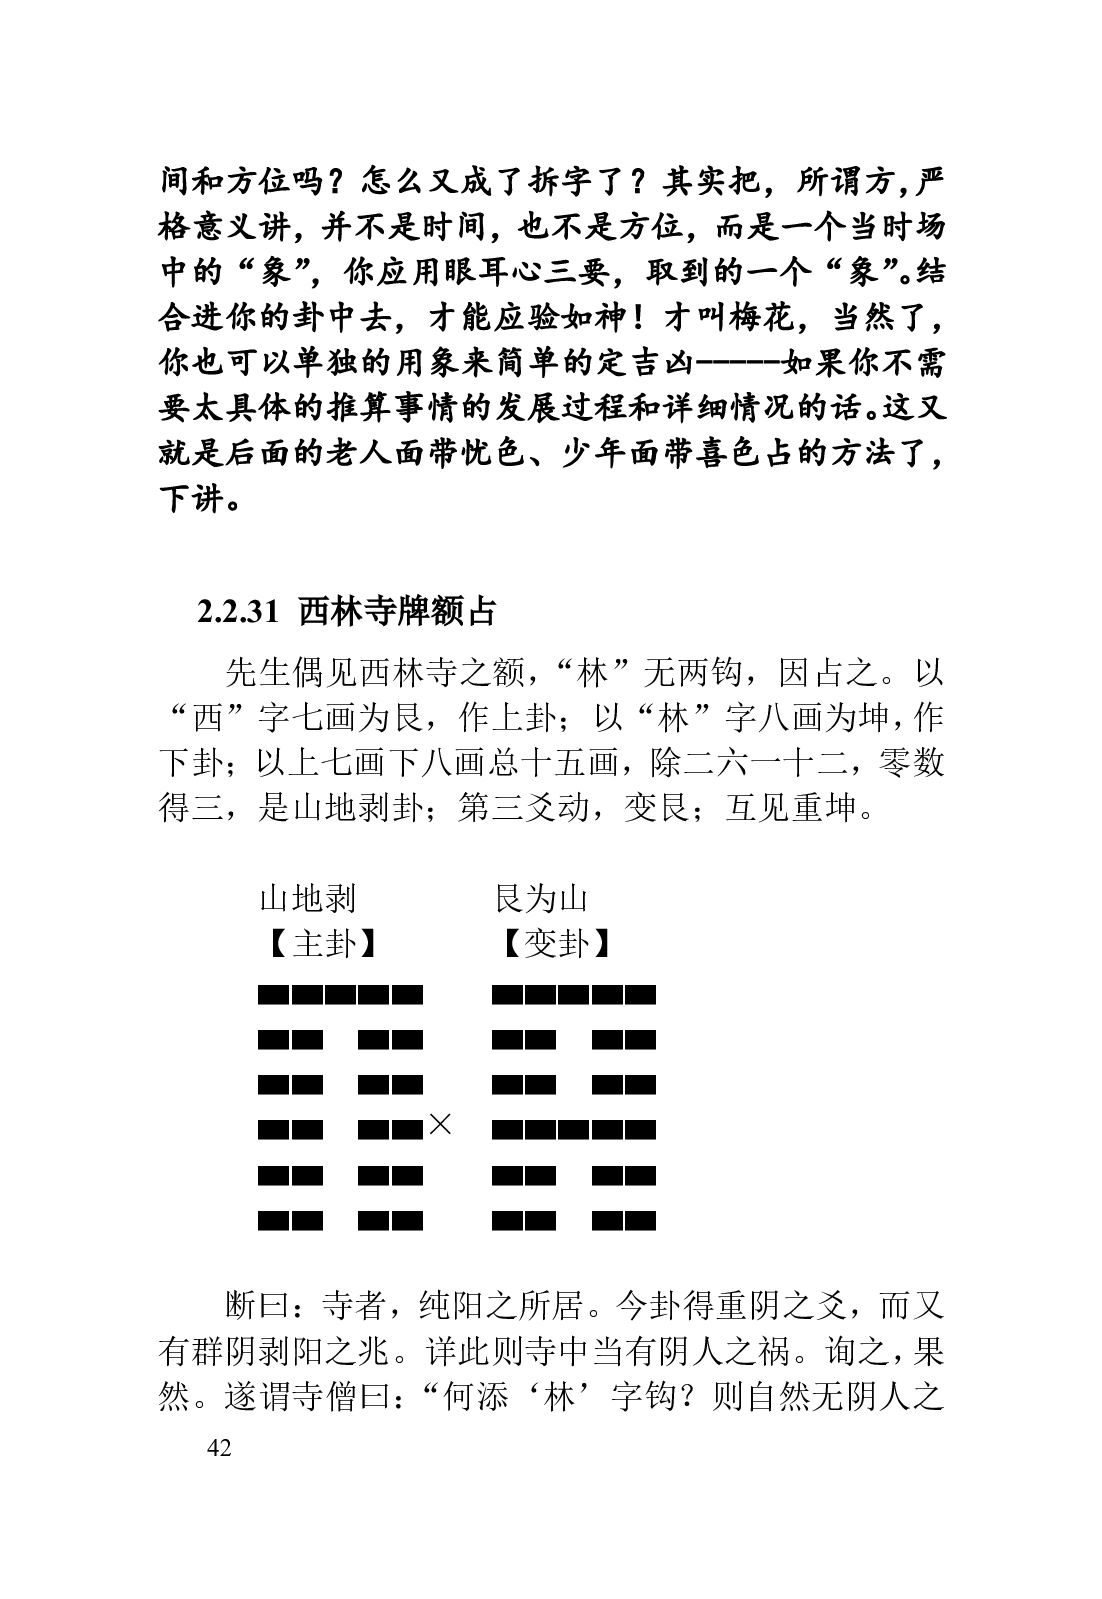 间和方位吗？怎么又成了拆字了？其实把，所谓方，严
格意义讲，并不是时间，也不是方位，而是一个当时场
中的“象”，你应用眼耳心三要，取到的一个“象”。结
合进你的卦中去，才能应验如神！才叫梅花，当然了，
你也可以单独的用象来简单的定吉凶-----如果你不需
要太具体的推算事情的发展过程和详细情况的话。这又
就是后面的老人面带忧色、少年面带喜色占的方法了，
下讲。
2.2.31 西林寺牌额占
先生偶见西林寺之额，“林”无两钩，因占之。以
“西”字七画为艮，作上卦；以“林”字八画为坤，作
下卦；以上七画下八画总十五画，除二六一十二，零数
得三，是山地剥卦；第三爻动，变艮；互见重坤。
山地剥 艮为山
【主卦】 【变卦】
×
断曰：寺者，纯阳之所居。今卦得重阴之爻，而又
有群阴剥阳之兆。详此则寺中当有阴人之祸。询之，果
然。遂谓寺僧曰：“何添‘林’字钩？则自然无阴人之
42